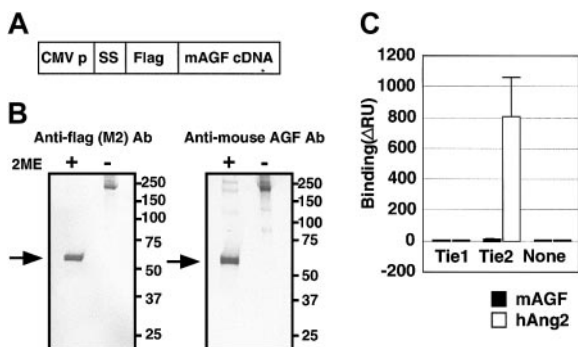 A
CMV p SS Flag mAGF cDNA
B
Anti-flag (M2) Ab Anti-mouse AGF Ab
2ME + - + -
250
150
100
75
50
37
25
250
150
100
75
50
37
25
C
Binding(ΔRU)
1200
1000
800
600
400
200
0
-200
Tie1 Tie2 None
mAGF
hAng2